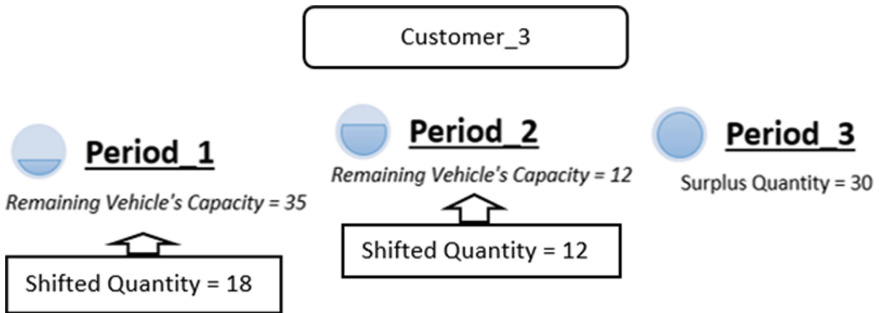 Customer_3
Period_1
Remaining Vehicle's Capacity = 35
Shifted Quantity = 18
Period_2
Remaining Vehicle's Capacity = 12
Shifted Quantity = 12
Period_3
Surplus Quantity = 30